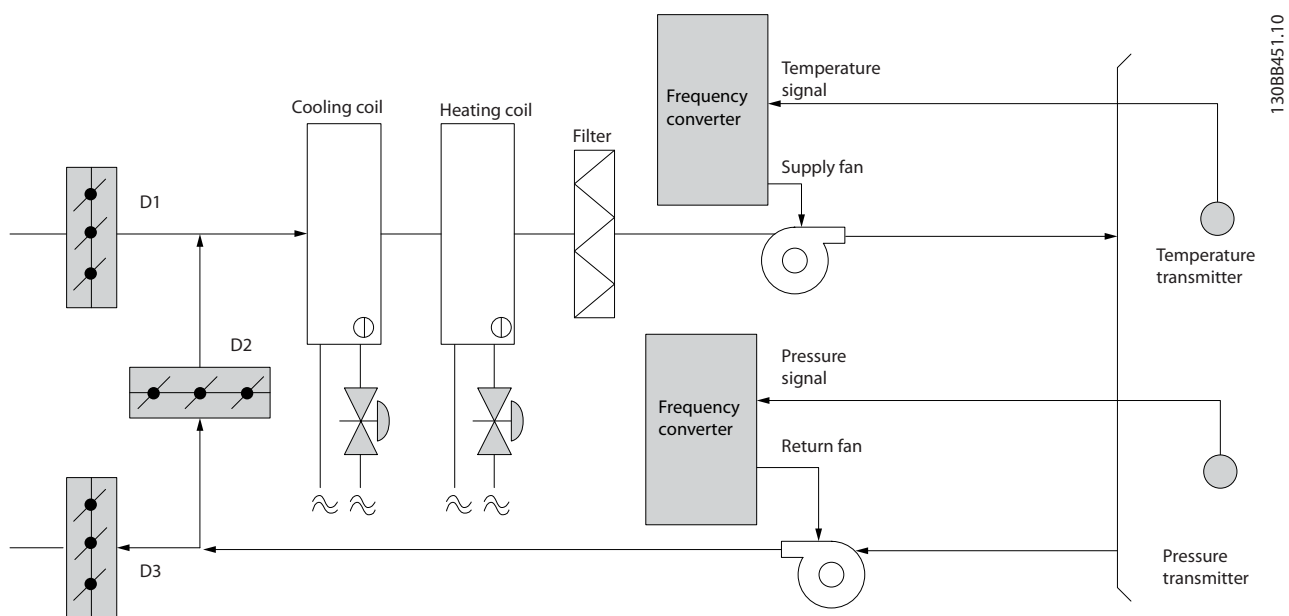 130BB451.10
Temperature
signal
Frequency
converter
Cooling coil
Heating coil
Filter
Supply fan
D1
Temperature
transmitter
D2
Pressure
signal
Frequency
converter
Return fan
D3
Pressure
transmitter